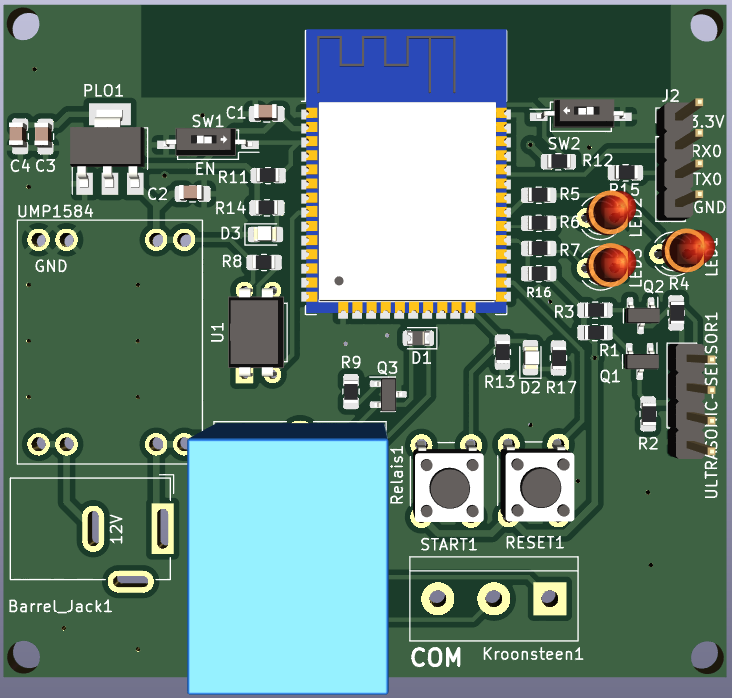 PLO1
J2
C1
SW1
SW2
3.3V
C4
C3
EN
R12
RX0
R11
R15
TX0
C2
R5
GND
R14
LED2
UMP1584
R6
D3
R7
LED1
GND
R8
LED3
R16
R4
Q2
U1
R3
R1
D1
Q3
Q1
R9
R13
D2
R17
ULTRASONIC-SENSOR1
R2
Relais1
12V
START1
RESET1
Barrel_Jack1
COM
Kroonsteen1